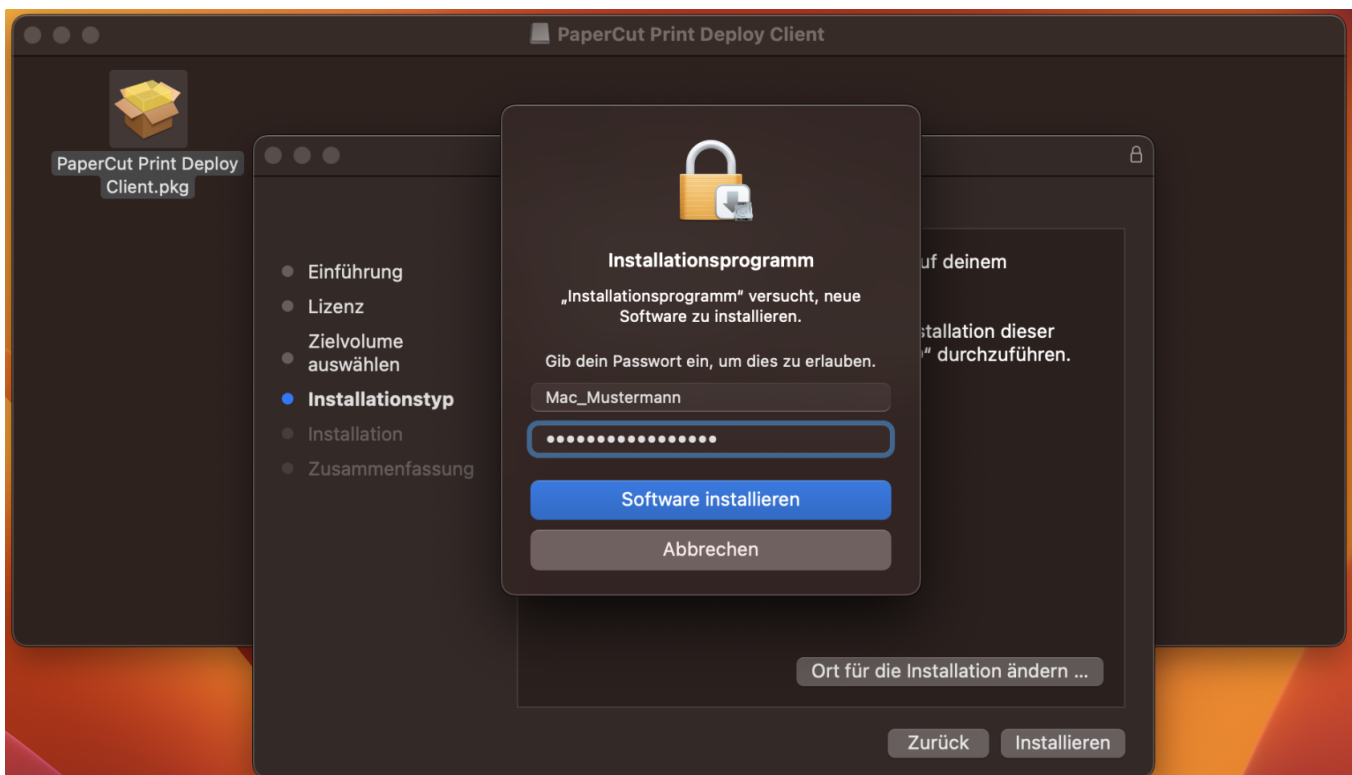 PaperCut Print Deploy Client
PaperCut Print Deploy
Client.pkg
Einführung
Lizenz
Zielvolume
auswählen
Installationstyp
Installation
Zusammenfassung
Installationsprogramm
„Installationsprogramm“ versucht, neue
Software zu installieren.
Gib dein Passwort ein, um dies zu erlauben.
Mac_Mustermann
•••••••••••••••••
Software installieren
Abbrechen
deinem
dieser
durchzuführen.
Ort für die Installation ändern ...
Zurück
Installieren